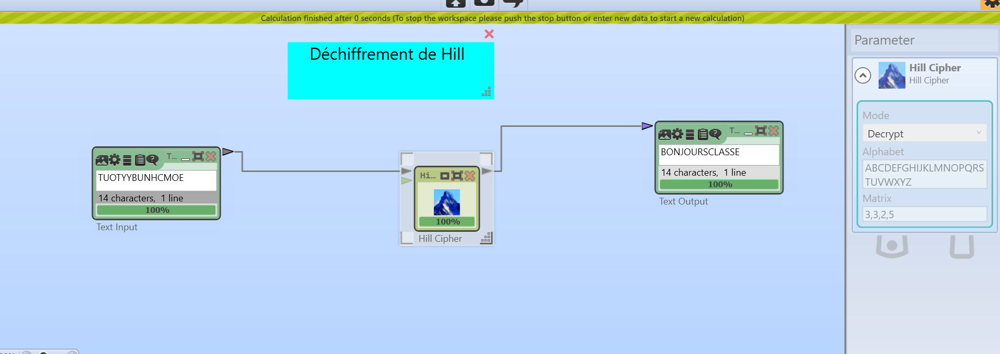 Calculation finished after 0 seconds (To stop the workspace please push the stop button or enter new data to start a new calculation)
Déchiffrement de Hill
T...
TUOTYYBUNHCMOE
14 characters, 1 line
100%
Text Input
Hi...
100%
Hill Cipher
T...
BONJOURSCLASSE
14 characters, 1 line
100%
Text Output
Parameter
Hill Cipher
Hill Cipher
Mode
Decrypt
Alphabet
ABCDEFGHIJKLMNOPQRS
TUVWXYZ
Matrix
3,3,2,5